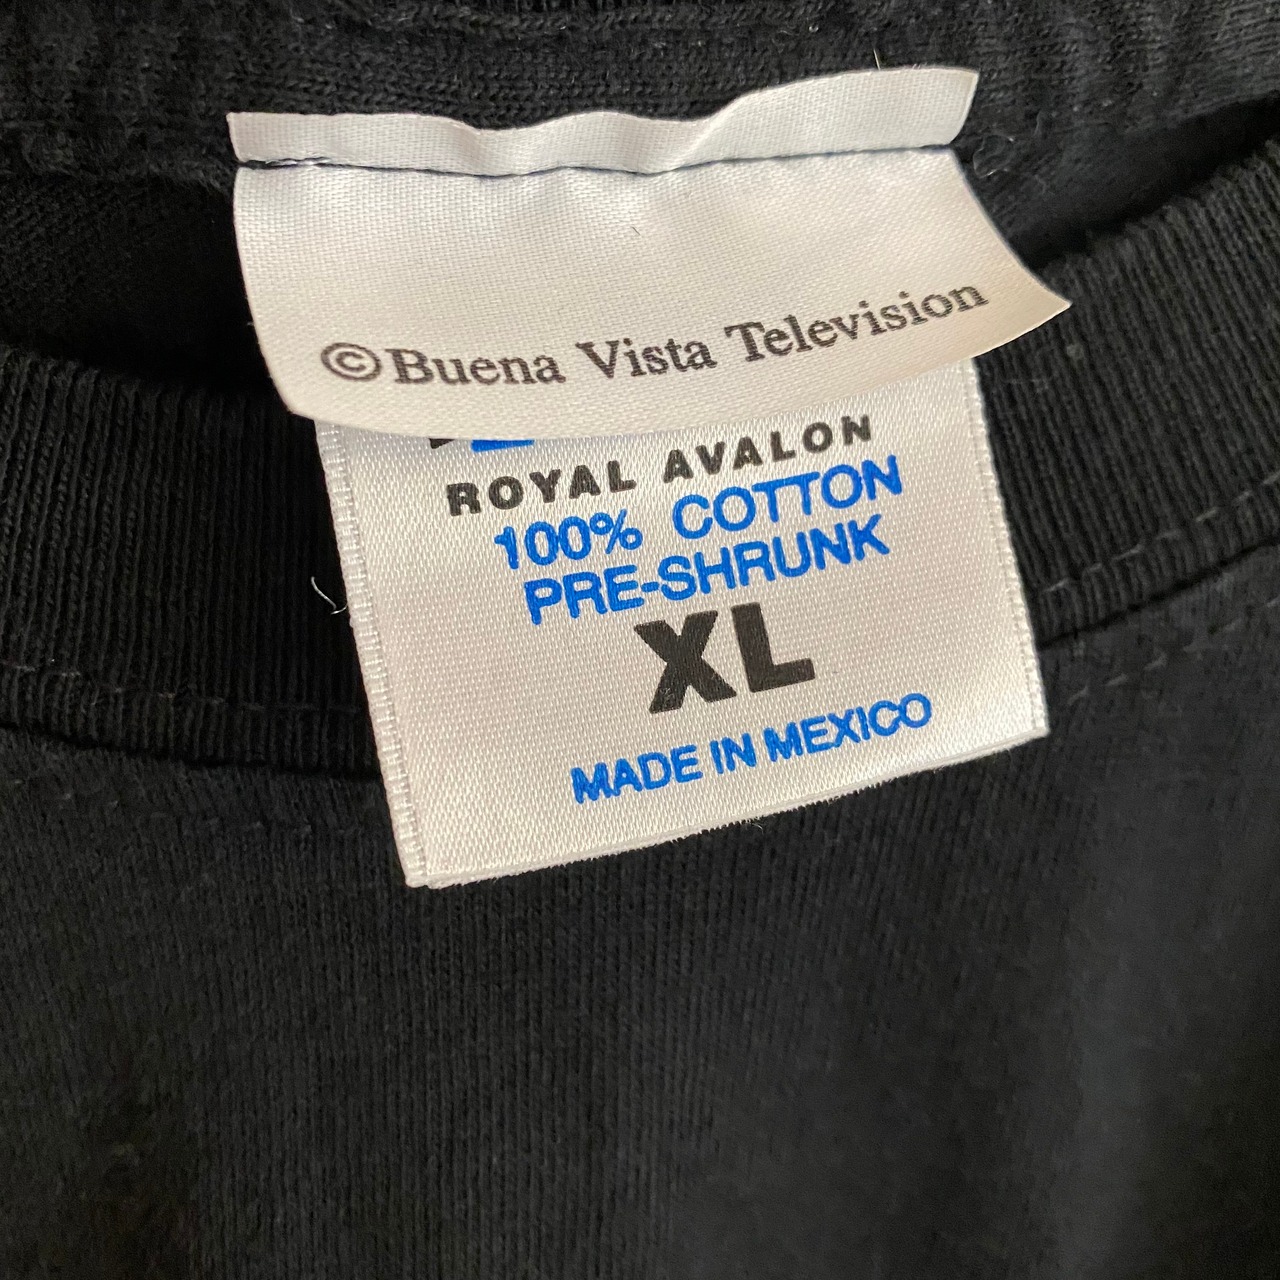 ©Buena Vista Television
ROYAL AVALON
100% COTTON
PRE-SHRUNK
XL
MADE IN MEXICO